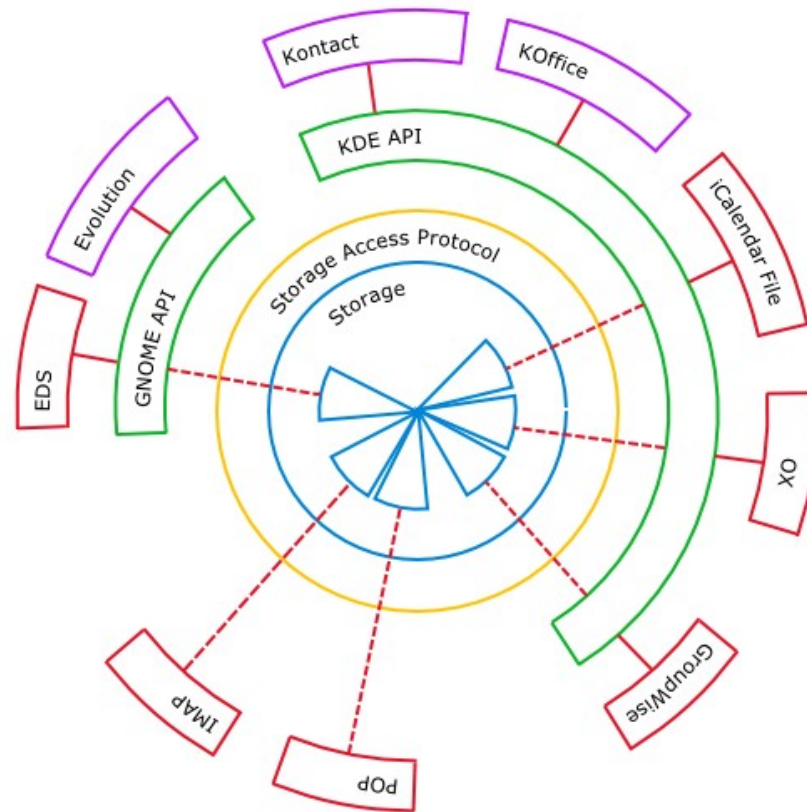 Kontact
KOffice
KDE API
iCalendar File
Evolution
Storage Access Protocol
Storage
GNOME API
EDS
OX
GroupWise
IMAP
POP